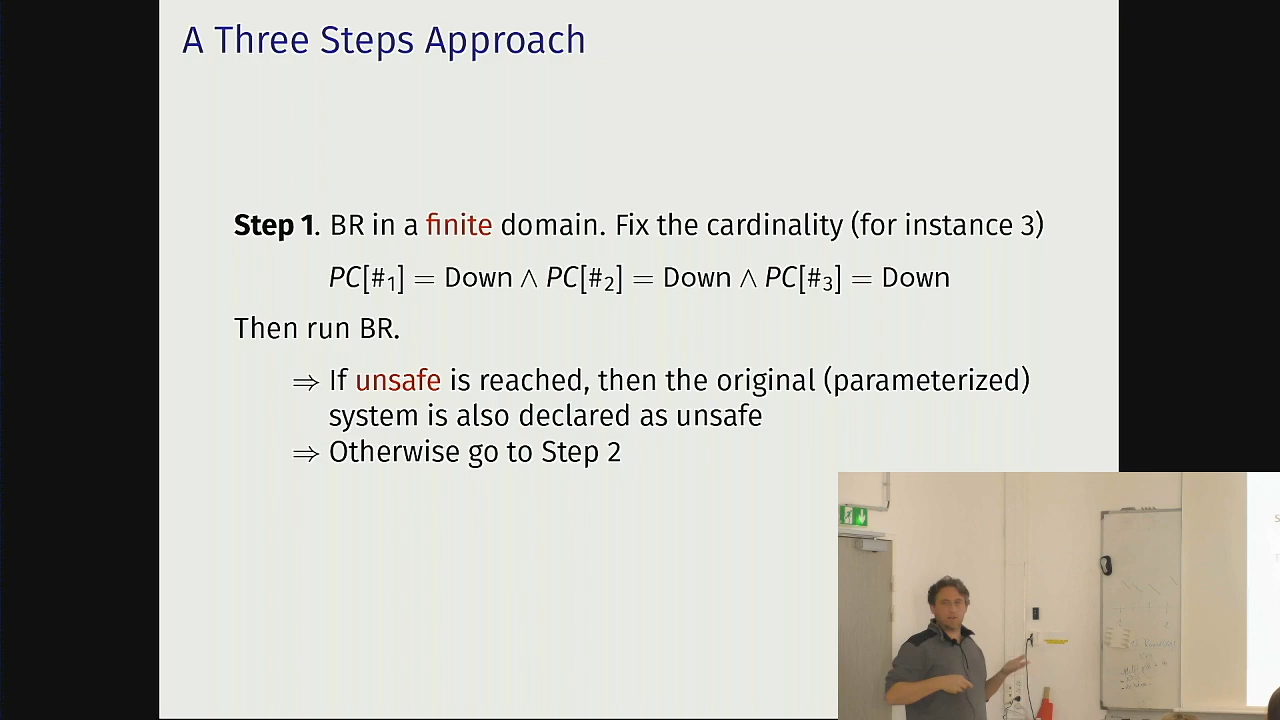 A Three Steps Approach
Step 1. BR in a finite domain. Fix the cardinality (for instance 3)
PC[#₁] = Down ∧ PC[#₂] = Down ∧ PC[#₃] = Down
Then run BR.
⇒ If unsafe is reached, then the original (parameterized)
system is also declared as unsafe
⇒ Otherwise go to Step 2